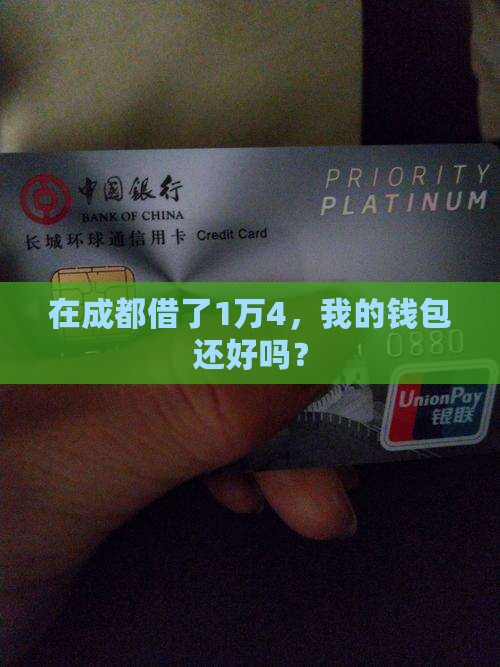 PRIORITY
PLATINUM
中国银行
BANK OF CHINA
长城环球通信用卡 Credit Card
在成都借了1万4，我的钱包
还好吗？
0880
UnionPay
银联